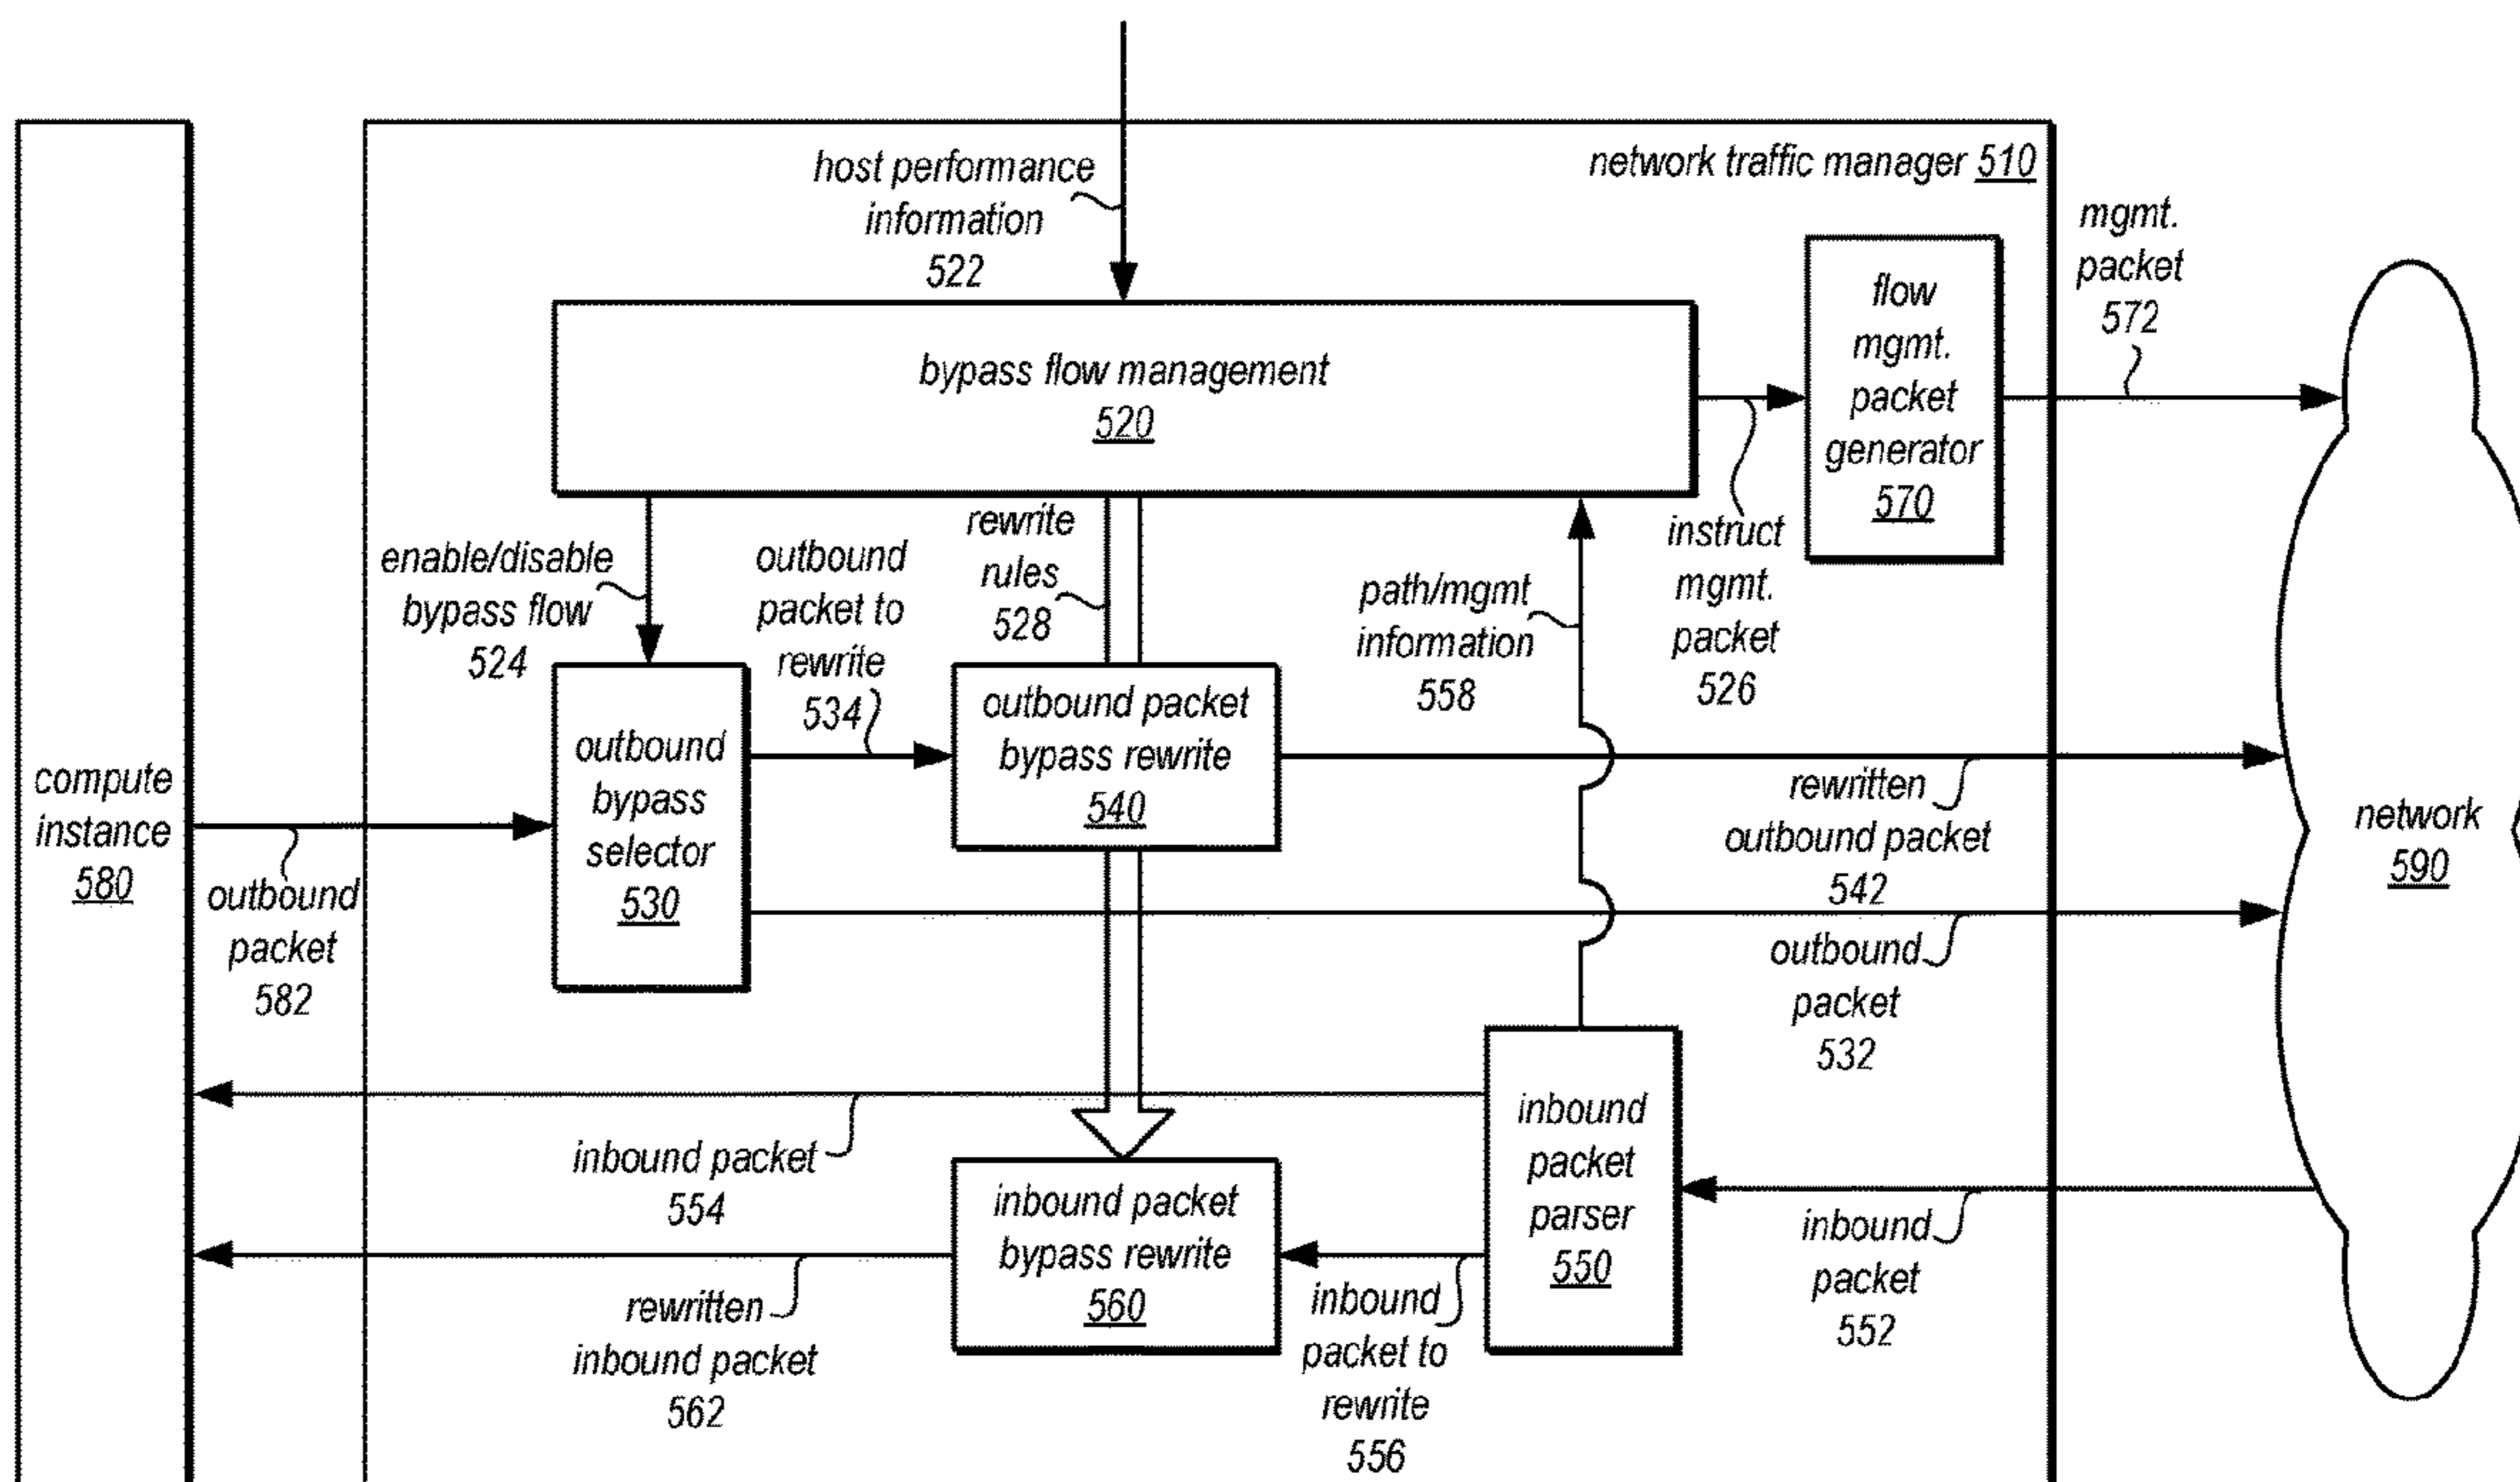 host performance
information
522
network traffic manager 510
mgmt.
packet
572
flow
mgmt.
packet
generator
570
bypass flow management
520
enable/disable
bypass flow
524
outbound
packet to
rewrite
534
rewrite
rules
528
path/mgmt
information
558
instruct
mgmt.
packet
526
compute
instance
580
outbound
packet
582
outbound
bypass
selector
530
outbound packet
bypass rewrite
540
rewritten
outbound packet
542
network
590
outbound
packet
532
inbound packet
554
inbound packet
bypass rewrite
560
inbound
packet
parser
550
inbound
packet
552
rewritten
inbound packet
562
inbound
packet to
rewrite
556